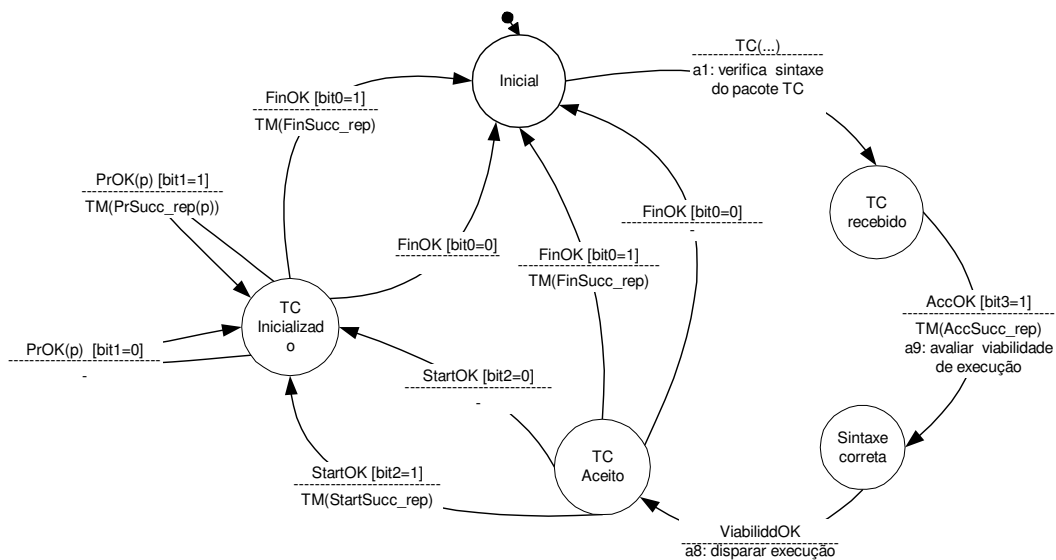 Inicial
TC(...)
a1: verifica sintaxe
do pacote TC
FinOK [bit0=1]
TM(FinSucc_rep)
PrOK(p) [bit1=1]
TM(PrSucc_rep(p))
TC
recebido
FinOK [bit0=0]
-
FinOK [bit0=0]
FinOK [bit0=1]
TM(FinSucc_rep)
TC
Inicializad
o
AccOK [bit3=1]
TM(AccSucc_rep)
a9: avaliar viabilidade
de execução
PrOK(p) [bit1=0]
-
StartOK [bit2=0]
-
Sintaxe
correta
TC
Aceito
StartOK [bit2=1]
TM(StartSucc_rep)
ViabiliddOK
a8: disparar execução